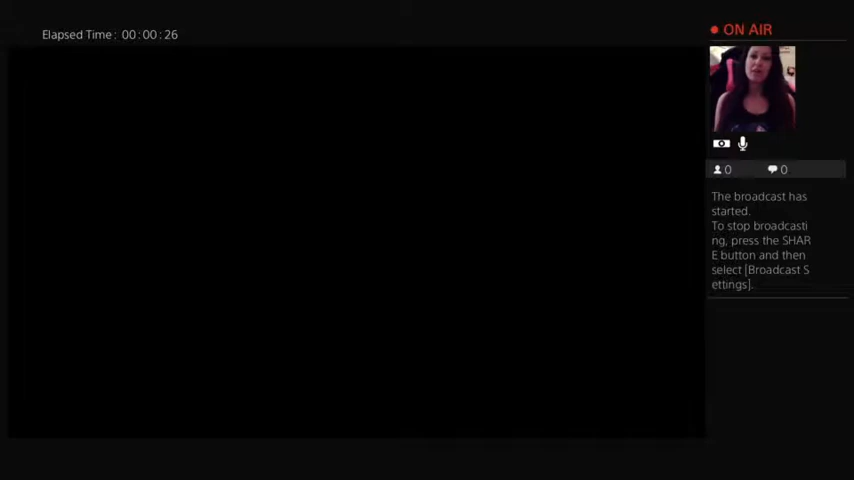 Elapsed Time: 00:00:26
ON AIR
0 0
The broadcast has
started.
To stop broadcasti
ng, press the SHAR
E button and then
select [Broadcast S
ettings].